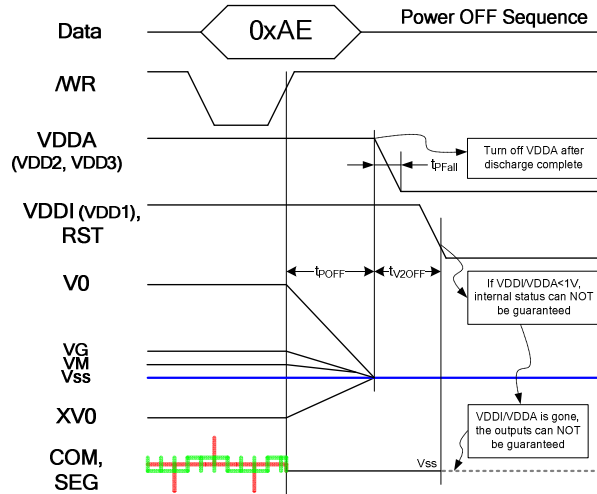 Power OFF Sequence
Data
0xAE
/WR
VDDA
(VDD2, VDD3)
Turn off VDDA after
discharge complete
tPFall
VDDI (VDD1),
RST
tPOFF
tV2OFF
V0
If VDDI/VDDA<1V,
internal status can NOT
be guaranteed
VG
VM
Vss
XV0
VDDI/VDDA is gone,
the outputs can NOT
be guaranteed
COM,
SEG
Vss